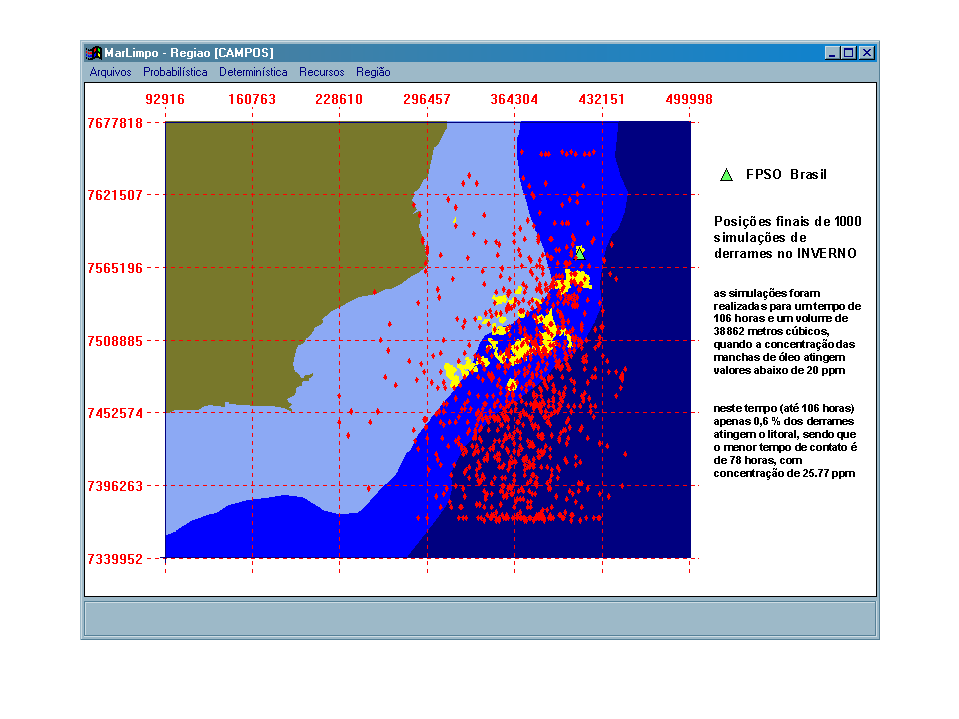 MarLimpo - Regiao [CAMPOS]
Arquivos Probabilística Determinística Recursos Região
92916 160763 228610 296457 364304 432151 499998
7677818
7621507
7565196
7508885
7452574
7396263
7339952
FPSO Brasil
Posições finais de 1000
simulações de
derrames no INVERNO
as simulações foram
realizadas para um tempo de
106 horas e um volume de
38862 metros cúbicos,
quando a concentração das
manchas de óleo atingem
valores abaixo de 20 ppm
neste tempo (até 106 horas)
apenas 0,6 % dos derrames
atingem o litoral, sendo que
o menor tempo de contato é
de 78 horas, com
concentração de 25.77 ppm